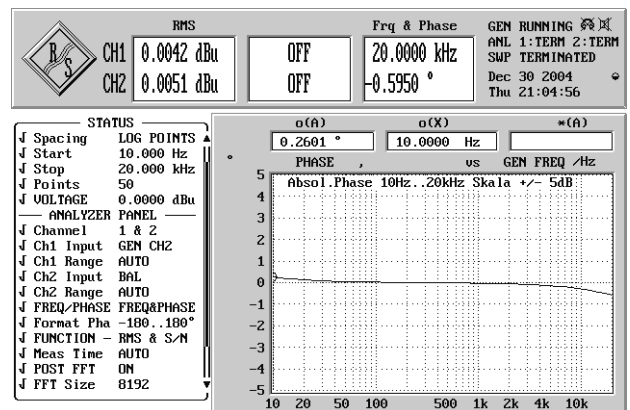 RMS
Frq & Phase
GEN RUNNING
R
S
CH1 0.0042 dBu OFF 20.0000 kHz
ANL 1:TERM 2:TERM
SWP TERMINATED
CH2 0.0051 dBu OFF -0.5950 °
Dec 30 2004
Thu 21:04:56
STATUS
Spacing LOG POINTS
Start 10.000 Hz
Stop 20.000 kHz
Points 50
VOLTAGE 0.0000 dBu
ANALYZER PANEL
Channel 1 & 2
Ch1 Input GEN CH2
Ch1 Range AUTO
Ch2 Input BAL
Ch2 Range AUTO
FREQ/PHASE FREQ&PHASE
Format Pha -180..180°
FUNCTION - RMS & S/N
Meas Time AUTO
POST FFT ON
FFT Size 8192
o(A) o(X) *(A)
0.2601 ° 10.0000 Hz
° PHASE , vs GEN FREQ /Hz
Absol.Phase 10Hz..20kHz Skala +/- 5dB
5
4
3
2
1
0
-1
-2
-3
-4
-5
10 20 50 100 500 1k 2k 4k 10k